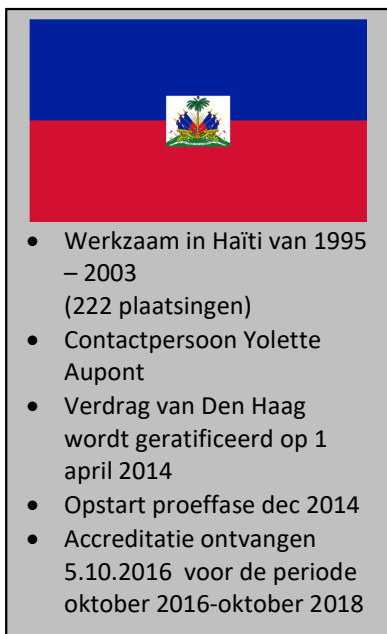 • Werkzaam in Haïti van 1995
– 2003
(222 plaatsingen)
• Contactpersoon Yolette
Aupont
• Verdrag van Den Haag
wordt geratificeerd op 1
april 2014
• Opstart proeffase dec 2014
• Accreditatie ontvangen
5.10.2016 voor de periode
oktober 2016-oktober 2018